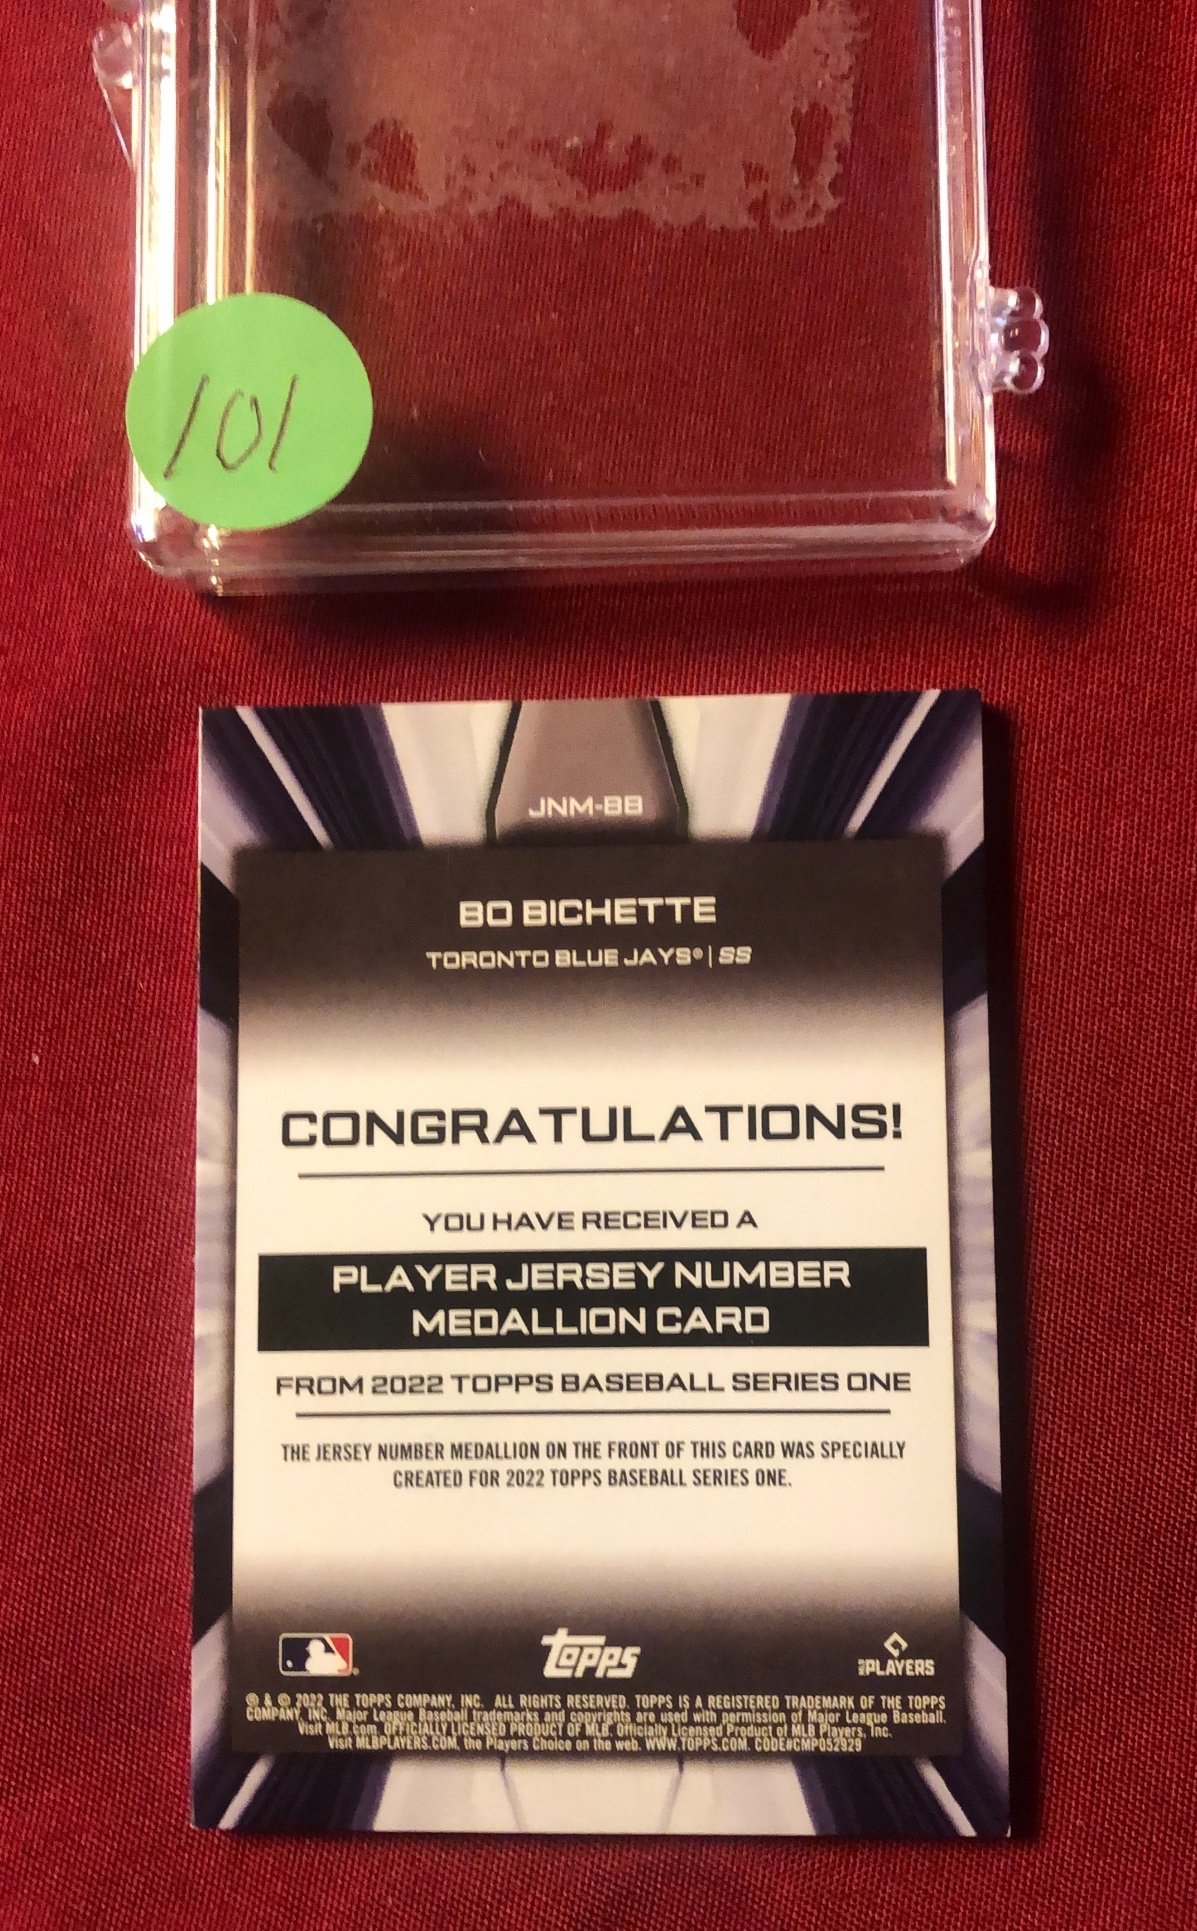 101
JNM-BB
BO BICHETTE
TORONTO BLUE JAYS® | SS
CONGRATULATIONS!
YOU HAVE RECEIVED A
PLAYER JERSEY NUMBER
MEDALLION CARD
FROM 2022 TOPPS BASEBALL SERIES ONE
THE JERSEY NUMBER MEDALLION ON THE FRONT OF THIS CARD WAS SPECIALLY
CREATED FOR 2022 TOPPS BASEBALL SERIES ONE.
topps
MLB PLAYERS
® & © 2022 THE TOPPS COMPANY, INC. ALL RIGHTS RESERVED. TOPPS IS A REGISTERED TRADEMARK OF THE TOPPS
COMPANY, INC. Major League Baseball trademarks and copyrights are used with permission of Major League Baseball.
Visit MLB.com. OFFICIALLY LICENSED PRODUCT OF MLB. Officially Licensed Product of MLB Players, Inc.
Visit MLBPLAYERS.COM, the Players Choice on the web. WWW.TOPPS.COM. CODE#CMP052929